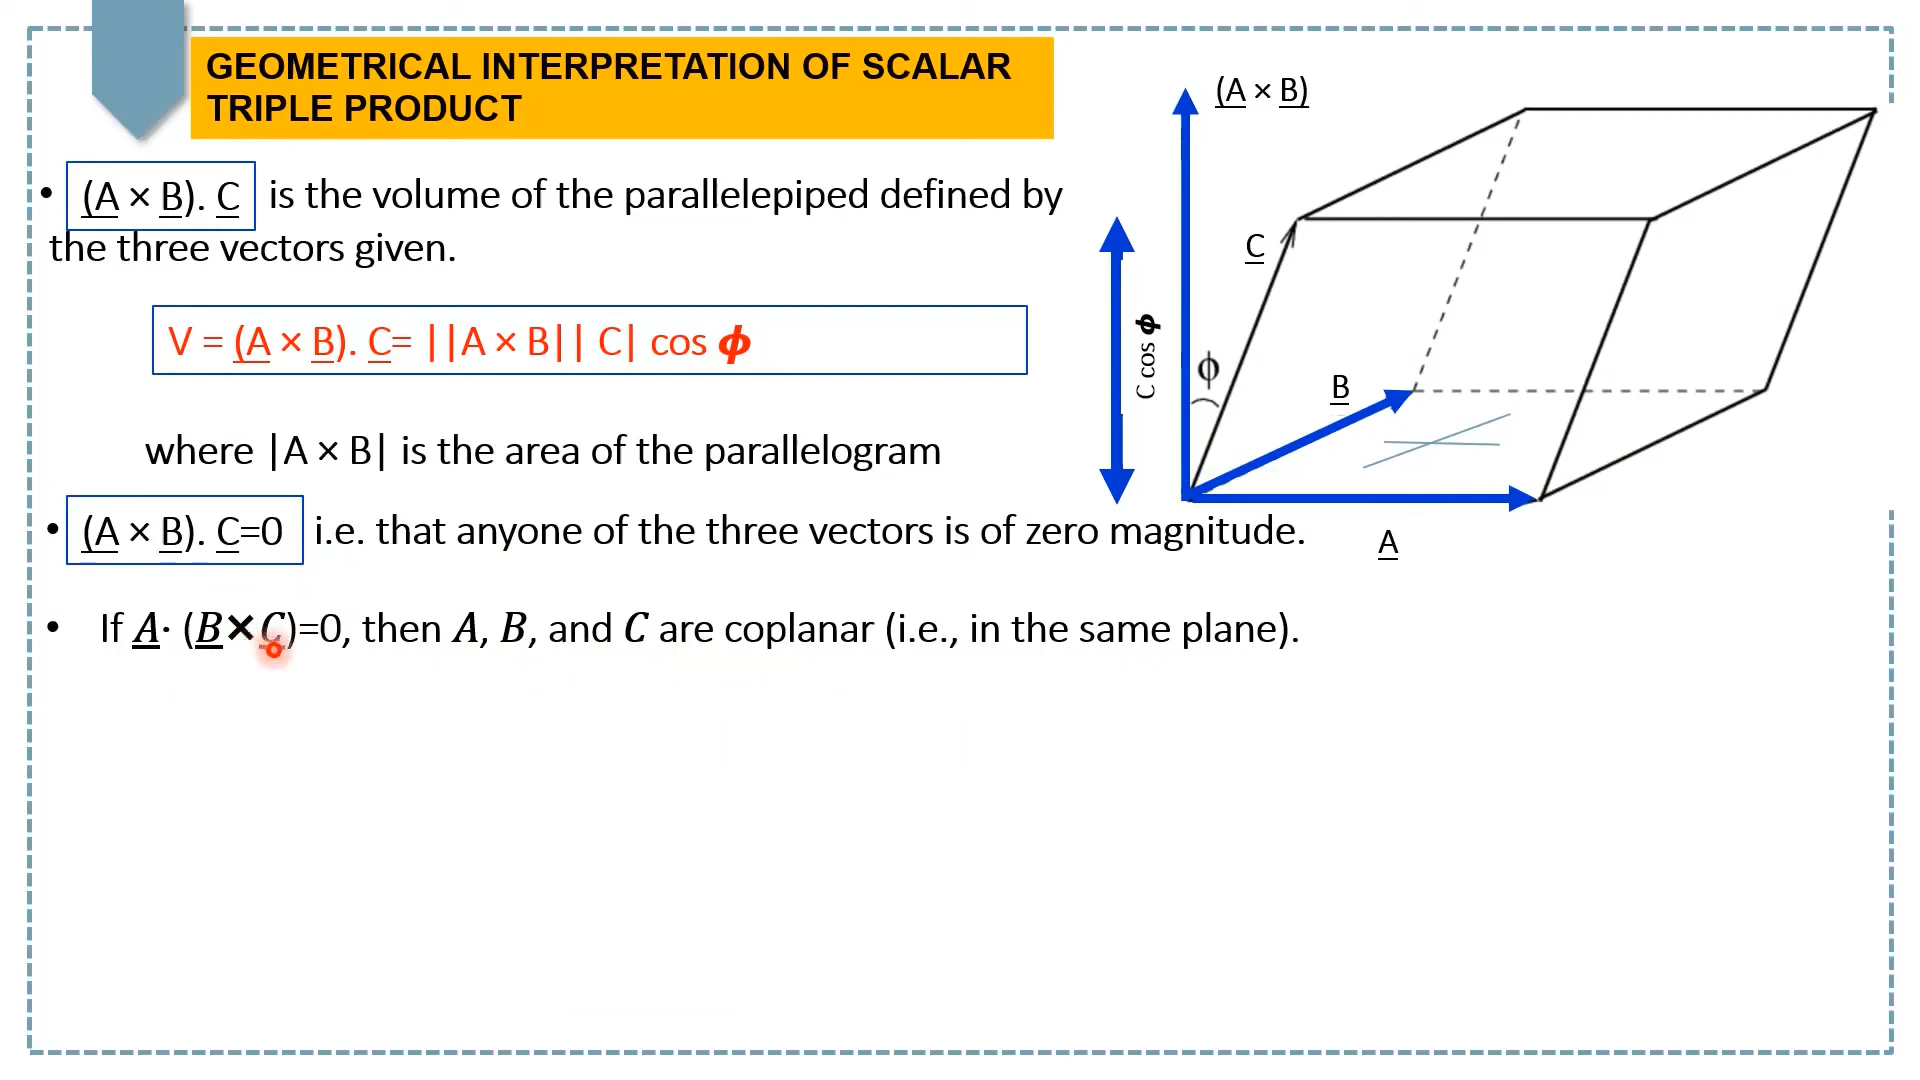 GEOMETRICAL INTERPRETATION OF SCALAR
TRIPLE PRODUCT
• (A × B). C is the volume of the parallelepiped defined by
the three vectors given.
V = (A × B). C= ||A × B|| C| cos ϕ
where |A × B| is the area of the parallelogram
• (A × B). C=0 i.e. that anyone of the three vectors is of zero magnitude.
• If A· (B×C)=0, then A, B, and C are coplanar (i.e., in the same plane).
(A × B)
C
C cos ϕ
ϕ
B
A